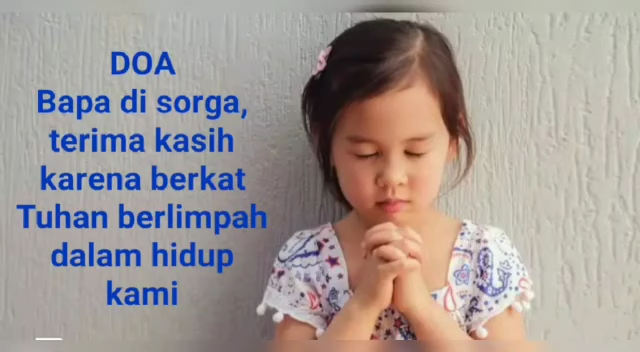 DOA
Bapa di sorga,
terima kasih
karena berkat
Tuhan berlimpah
dalam hidup
kami